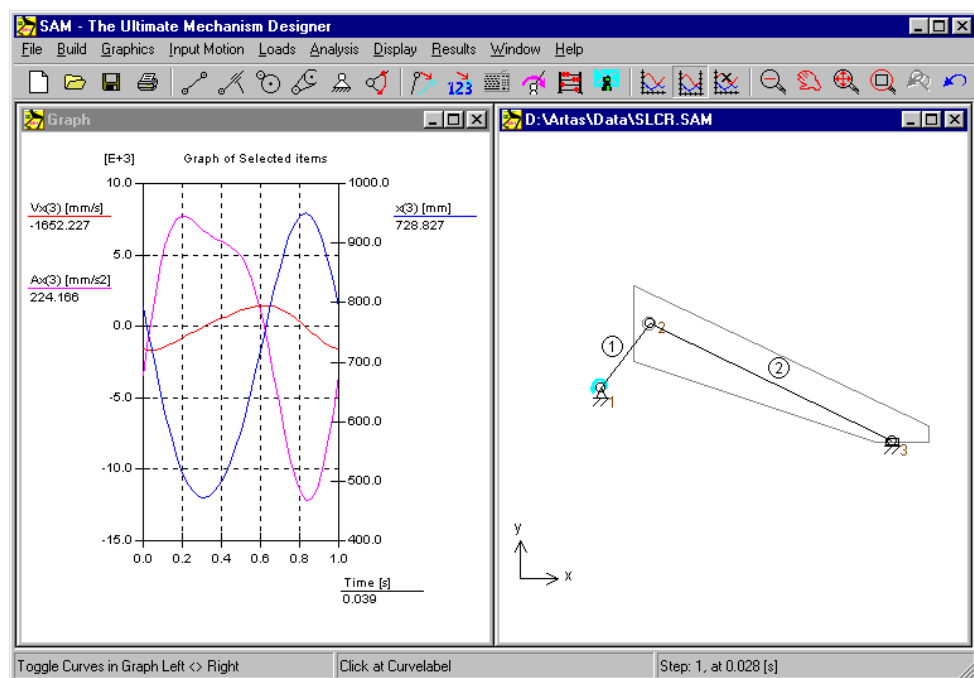 SAM - The Ultimate Mechanism Designer
File Build Graphics Input Motion Loads Analysis Display Results Window Help
123
Graph
[E+3] Graph of Selected items
10.0 1000.0
Vx(3) [mm/s] x(3) [mm]
-1652.227 728.827
900.0
5.0
Ax(3) [mm/s2]
224.166
800.0
0.0
700.0
-5.0
600.0
-10.0
500.0
-15.0 400.0
0.0 0.2 0.4 0.6 0.8 1.0
Time [s]
0.039
D:\Artas\Data\SLCR.SAM
2
1
2
1
3
y
x
Toggle Curves in Graph Left <> Right Click at Curvelabel Step: 1, at 0.028 [s]